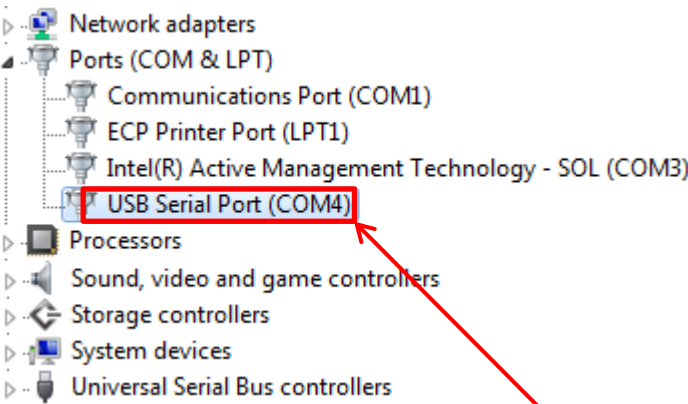 Network adapters
Ports (COM & LPT)
Communications Port (COM1)
ECP Printer Port (LPT1)
Intel(R) Active Management Technology - SOL (COM3)
USB Serial Port (COM4)
Processors
Sound, video and game controllers
Storage controllers
System devices
Universal Serial Bus controllers